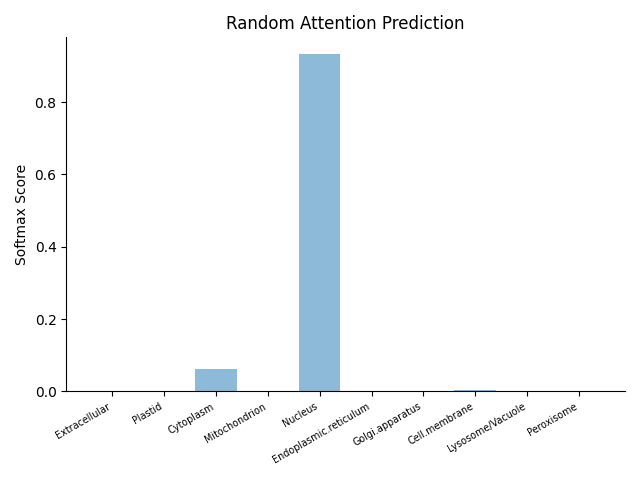 Random Attention Prediction
Softmax Score
0.8
0.6
0.4
0.2
0.0
Extracellular
Plastid
Cytoplasm
Mitochondrion
Nucleus
Endoplasmic.reticulum
Golgi.apparatus
Cell.membrane
Lysosome/Vacuole
Peroxisome